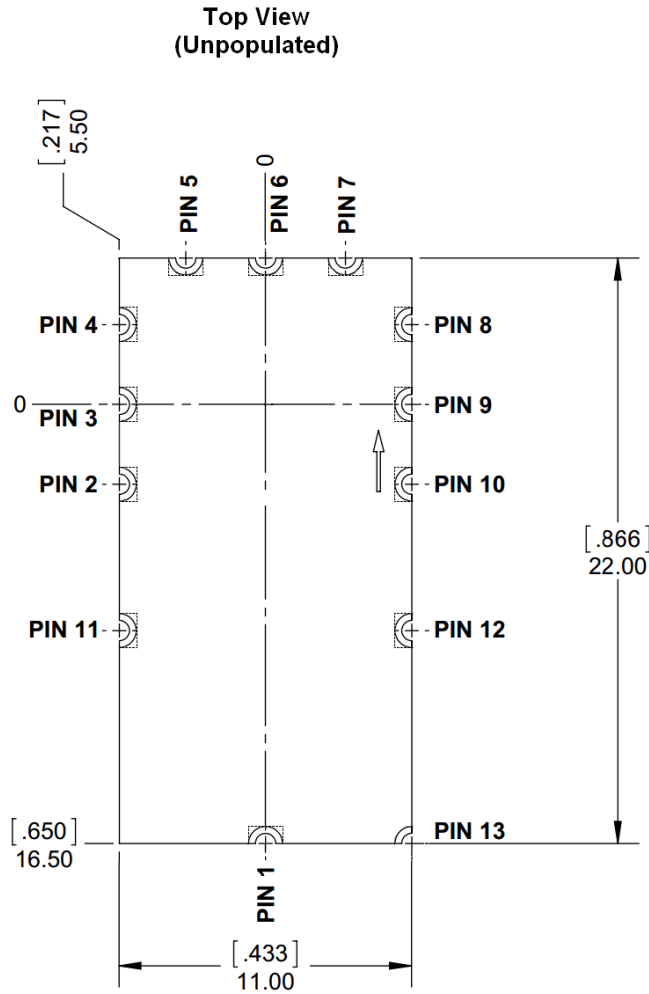 Top View
(Unpopulated)
[.217]
5.50
0
PIN 5
PIN 6
PIN 7
PIN 4
PIN 8
0
PIN 3
PIN 9
PIN 2
PIN 10
[.866]
22.00
PIN 11
PIN 12
[.650]
16.50
PIN 13
PIN 1
[.433]
11.00